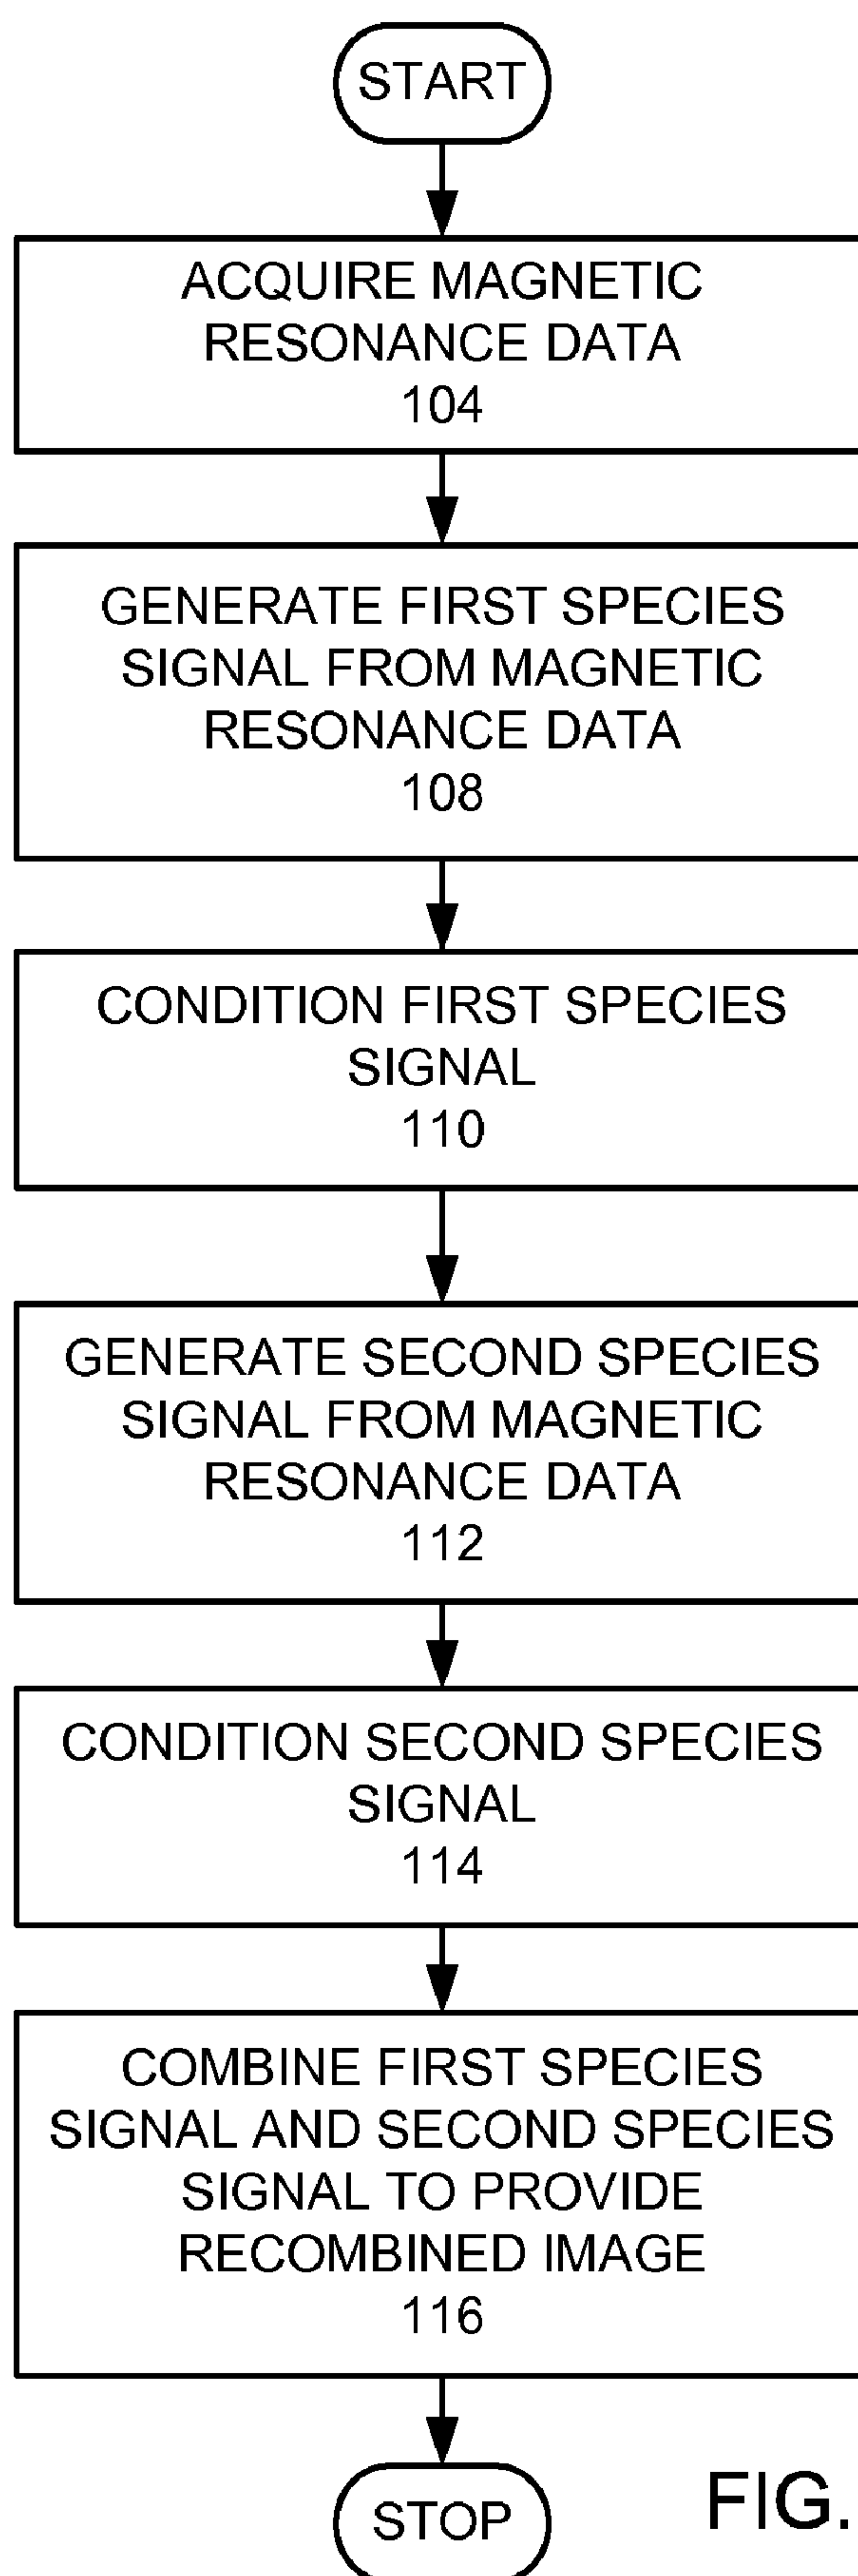 START
ACQUIRE MAGNETIC
RESONANCE DATA
104
GENERATE FIRST SPECIES
SIGNAL FROM MAGNETIC
RESONANCE DATA
108
CONDITION FIRST SPECIES
SIGNAL
110
GENERATE SECOND SPECIES
SIGNAL FROM MAGNETIC
RESONANCE DATA
112
CONDITION SECOND SPECIES
SIGNAL
114
COMBINE FIRST SPECIES
SIGNAL AND SECOND SPECIES
SIGNAL TO PROVIDE
RECOMBINED IMAGE
116
STOP
FIG.